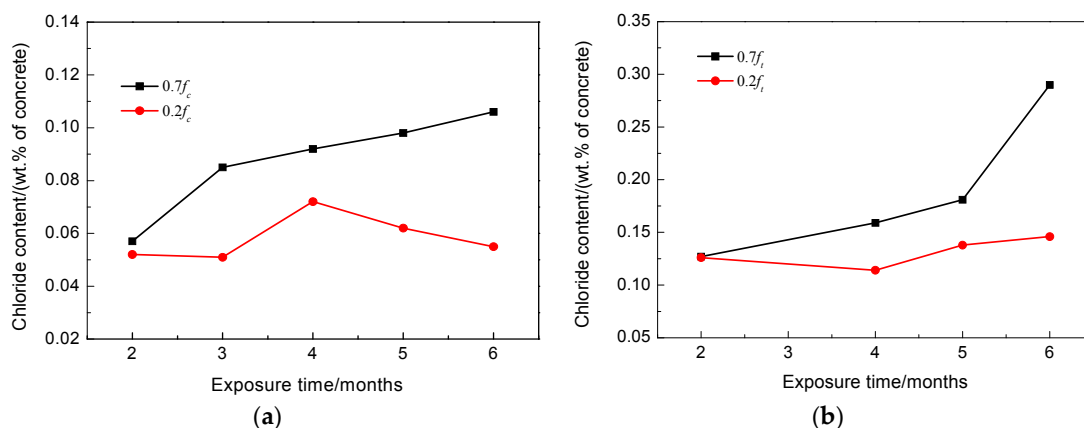 0.14
0.12
0.10
0.08
0.06
0.04
0.02
Chloride content/(wt.% of concrete)
0.7fc
0.2fc
2 3 4 5 6
Exposure time/months
(a)
0.35
0.30
0.25
0.20
0.15
0.10
0.05
Chloride content/(wt.% of concrete)
0.7ft
0.2ft
2 3 4 5 6
Exposure time/months
(b)